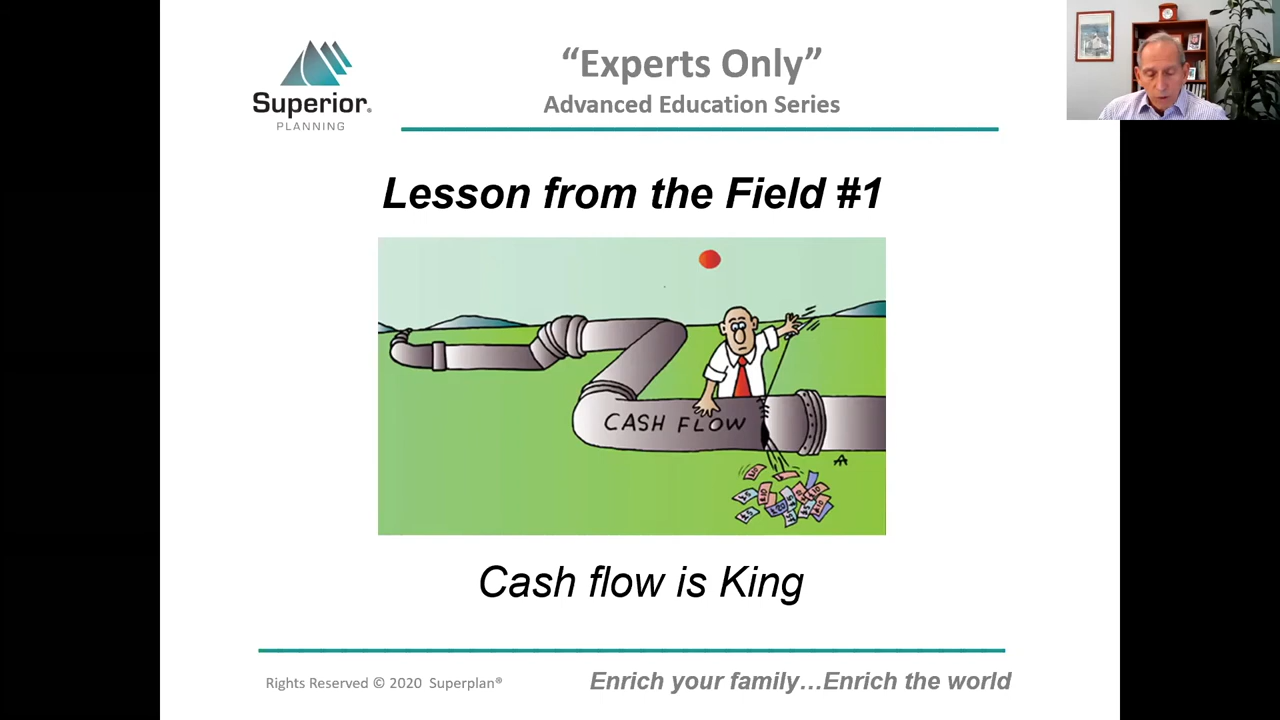 Superior.
PLANNING
“Experts Only”
Advanced Education Series
Lesson from the Field #1
CASH FLOW
Cash flow is King
Rights Reserved © 2020 Superplan®
Enrich your family…Enrich the world